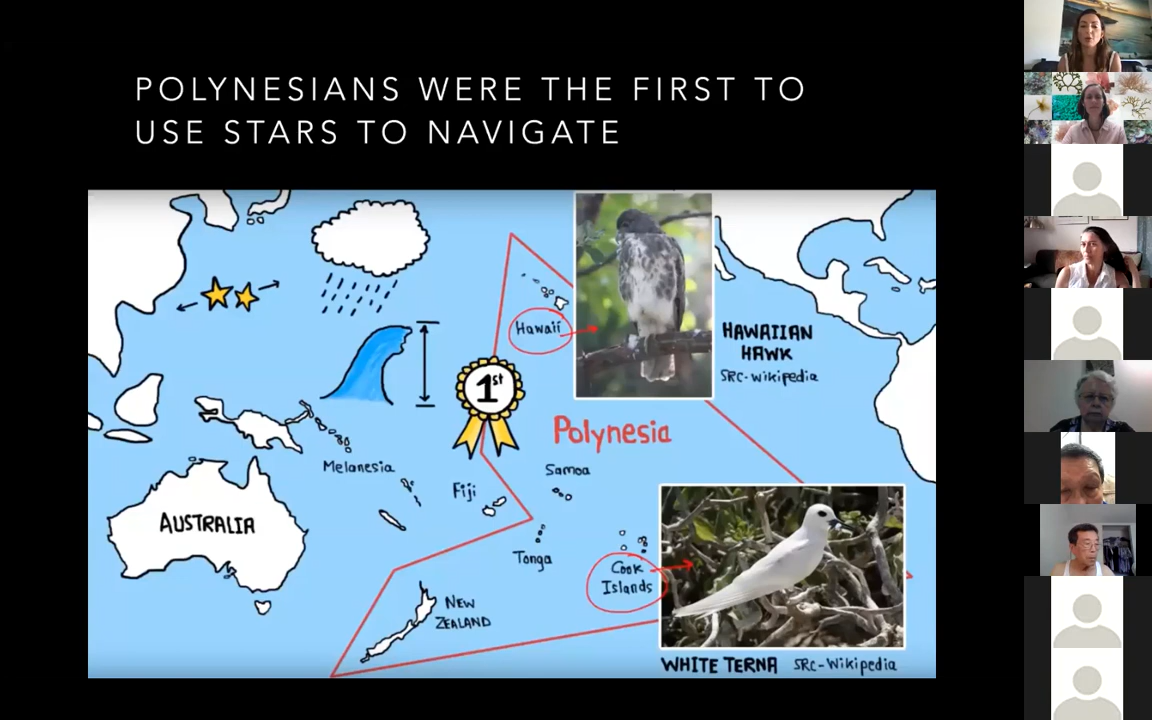 POLYNESIANS WERE THE FIRST TO
USE STARS TO NAVIGATE
Hawaii
HAWAIIAN
HAWK
SRC-Wikipedia
1st
Polynesia
Melanesia
Samoa
Fiji
AUSTRALIA
Tonga
Cook
Islands
NEW
ZEALAND
WHITE TERNA SRC-Wikipedia